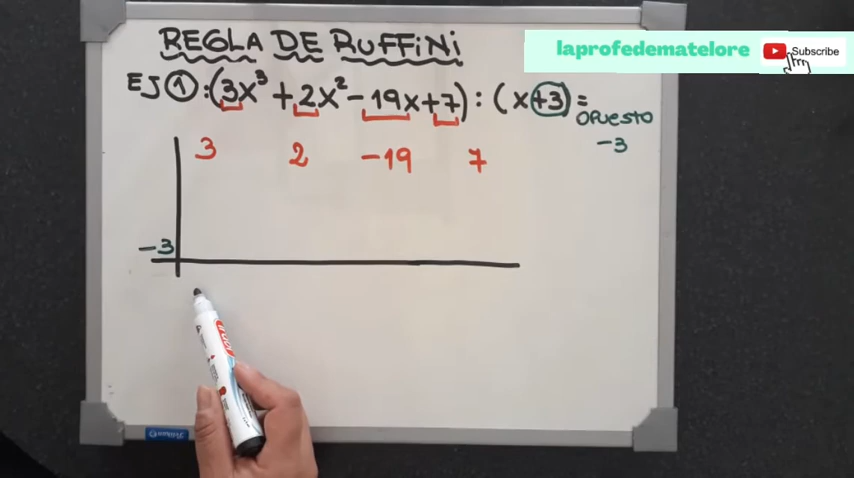 REGLA DE RUFFINI
laprofedematelore
Subscribe
EJ 1:(3x³ + 2x² - 19x + 7) : (x + 3) =
OPUESTO
-3
3 2 -19 7
-3